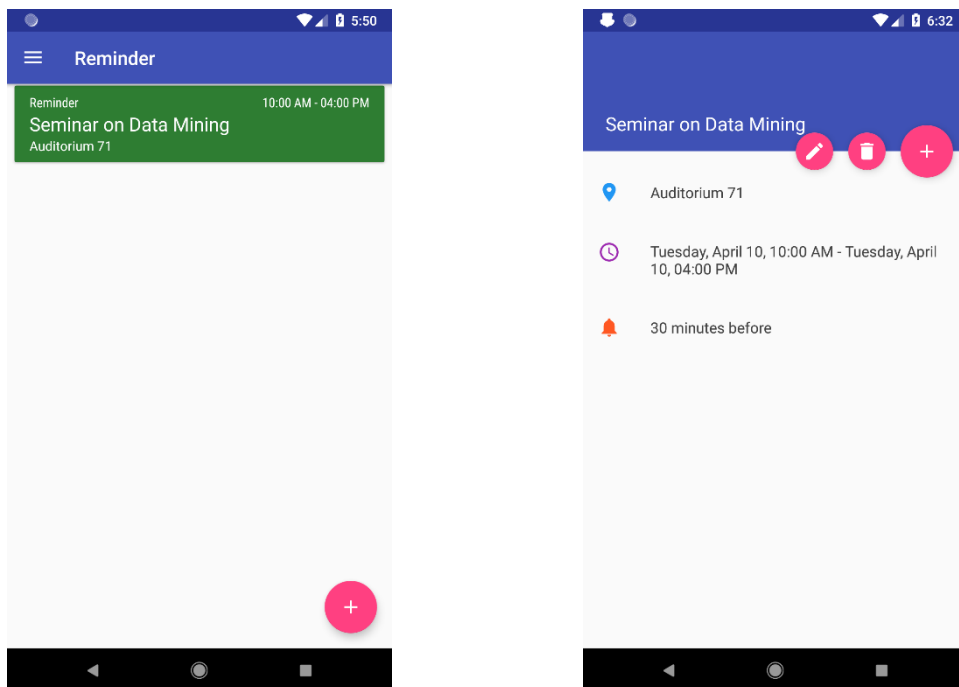 5:50
Reminder
Reminder 10:00 AM - 04:00 PM
Seminar on Data Mining
Auditorium 71
6:32
Seminar on Data Mining
Auditorium 71
Tuesday, April 10, 10:00 AM - Tuesday, April
10, 04:00 PM
30 minutes before